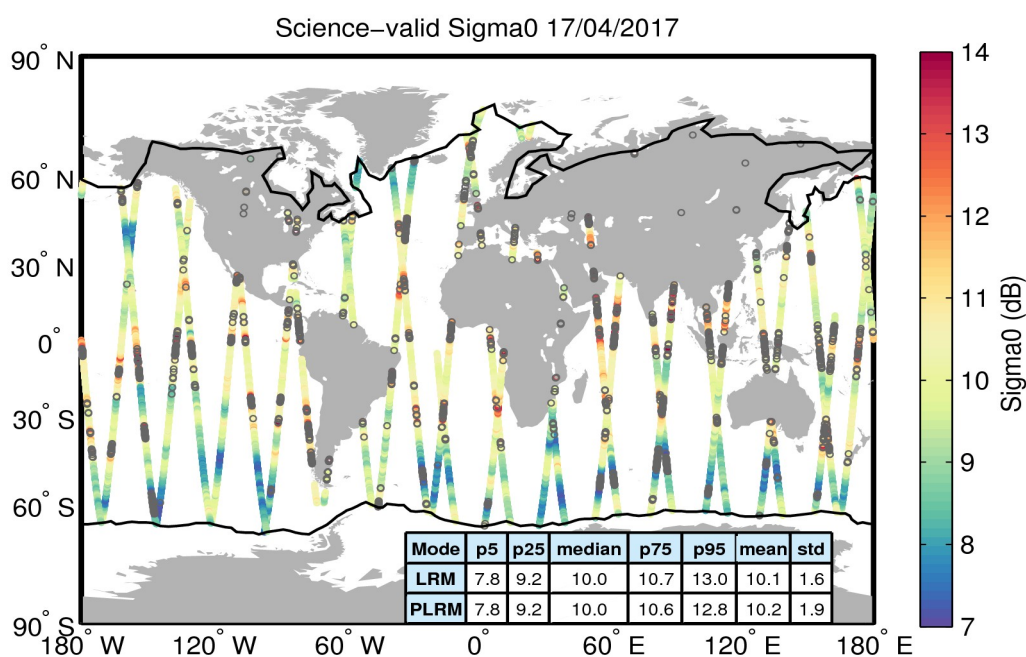 Science−valid Sigma0 17/04/2017
90° N
60° N
30° N
0°
30° S
60° S
90° S
180° W
120° W
60° W
0°
60° E
120° E
180° E
Mode p5 p25 median p75 p95 mean std
LRM 7.8 9.2 10.0 10.7 13.0 10.1 1.6
PLRM 7.8 9.2 10.0 10.6 12.8 10.2 1.9
14
13
12
11
10
9
8
7
Sigma0 (dB)